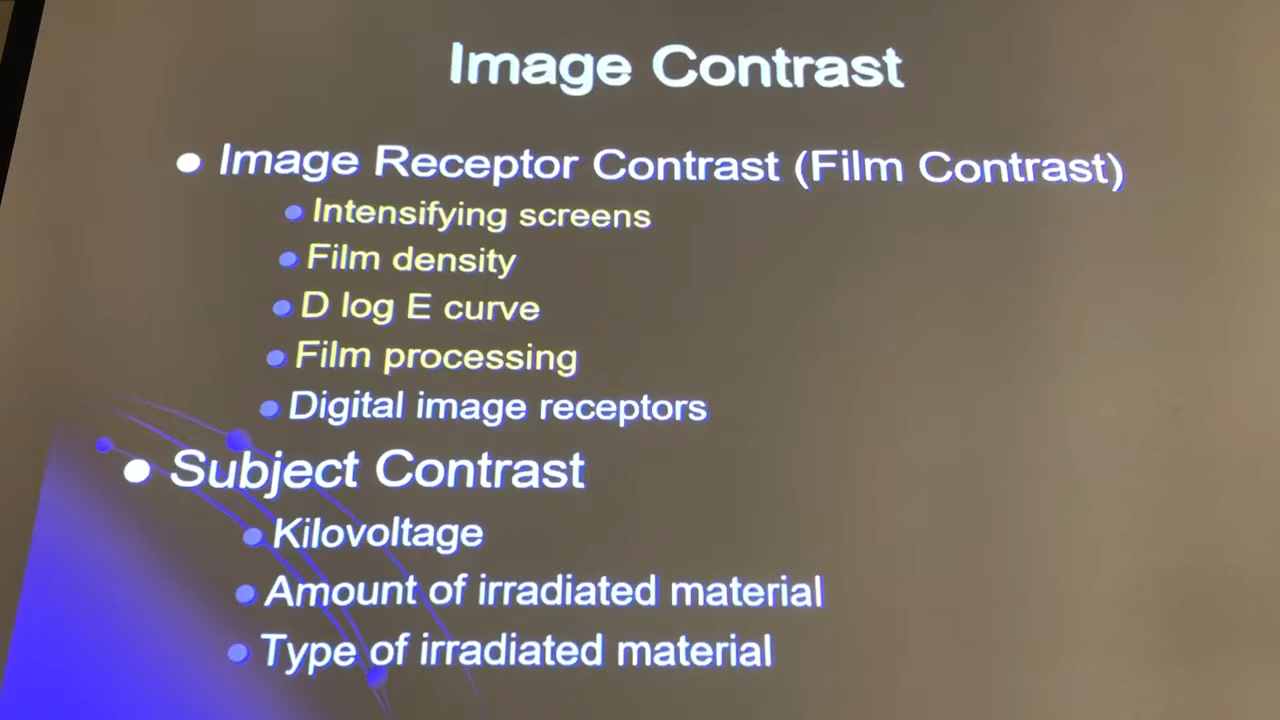 Image Contrast
Image Receptor Contrast (Film Contrast)
Intensifying screens
Film density
D log E curve
Film processing
Digital image receptors
Subject Contrast
Kilovoltage
Amount of irradiated material
Type of irradiated material